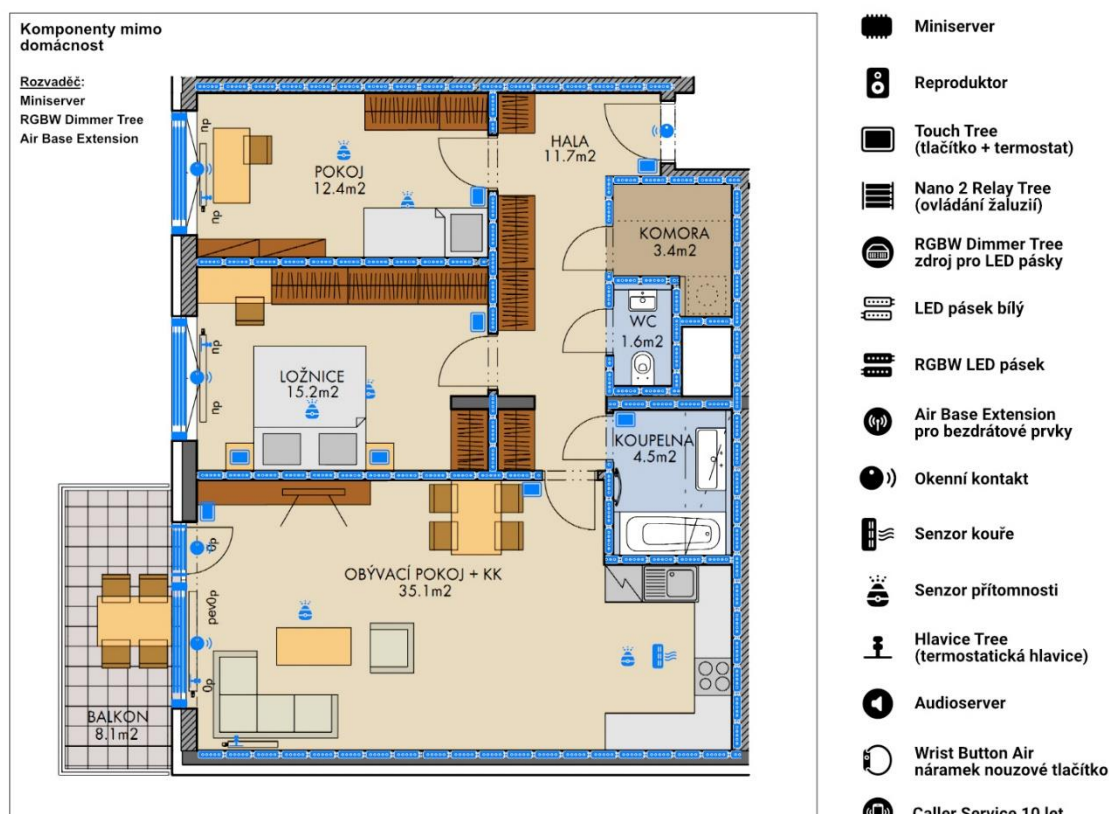 Komponenty mimo
domácnost
Rozvaděč:
Miniserver
RGBW Dimmer Tree
Air Base Extension
POKOJ
12.4m2
HALA
11.7m2
KOMORA
3.4m2
WC
1.6m2
LOŽNICE
15.2m2
KOUPELNA
4.5m2
OBÝVACÍ POKOJ + KK
35.1m2
BALKON
8.1m2
Miniserver
Reproduktor
Touch Tree
(tlačítko + termostat)
Nano 2 Relay Tree
(ovládání žaluzií)
RGBW Dimmer Tree
zdroj pro LED pásky
LED pásek bílý
RGBW LED pásek
Air Base Extension
pro bezdrátové prvky
Okenní kontakt
Senzor kouře
Senzor přítomnosti
Hlavice Tree
(termostatická hlavice)
Audioserver
Wrist Button Air
náramek nouzové tlačítko
Caller Service 10 let